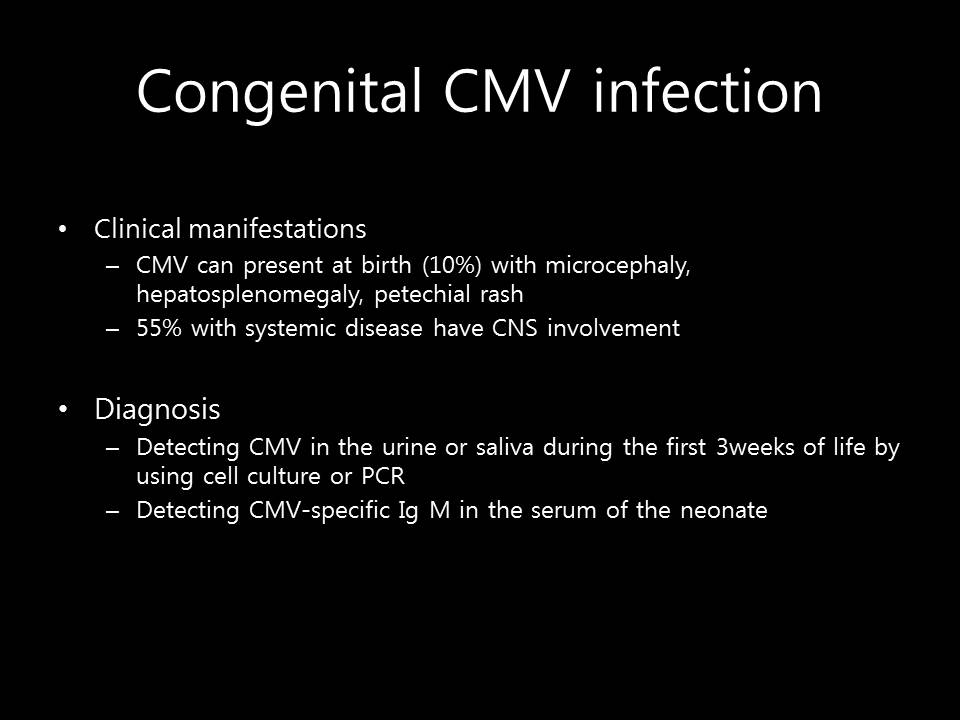 Congenital CMV infection
• Clinical manifestations
– CMV can present at birth (10%) with microcephaly,
hepatosplenomegaly, petechial rash
– 55% with systemic disease have CNS involvement
• Diagnosis
– Detecting CMV in the urine or saliva during the first 3weeks of life by
using cell culture or PCR
– Detecting CMV-specific Ig M in the serum of the neonate